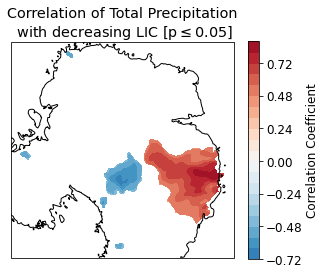 Correlation of Total Precipitation
with decreasing LIC [p ≤ 0.05]
0.72
0.48
0.24
0.00
−0.24
−0.48
−0.72
Correlation Coefficient